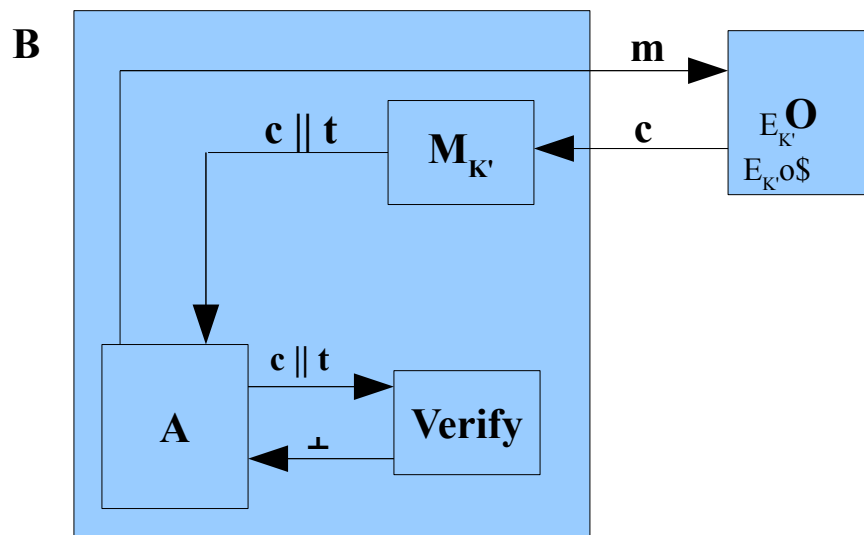 B
m
c || t
M_K'
c
E_K' O
E_K' o$
A
c || t
⊥
Verify